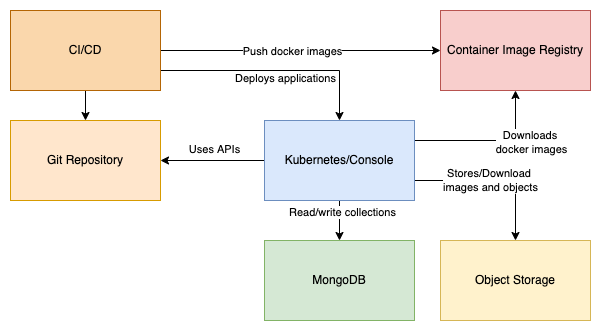 CI/CD
Push docker images
Container Image Registry
Deploys applications
Git Repository
Uses APIs
Kubernetes/Console
Downloads
docker images
Stores/Download
images and objects
Read/write collections
MongoDB
Object Storage